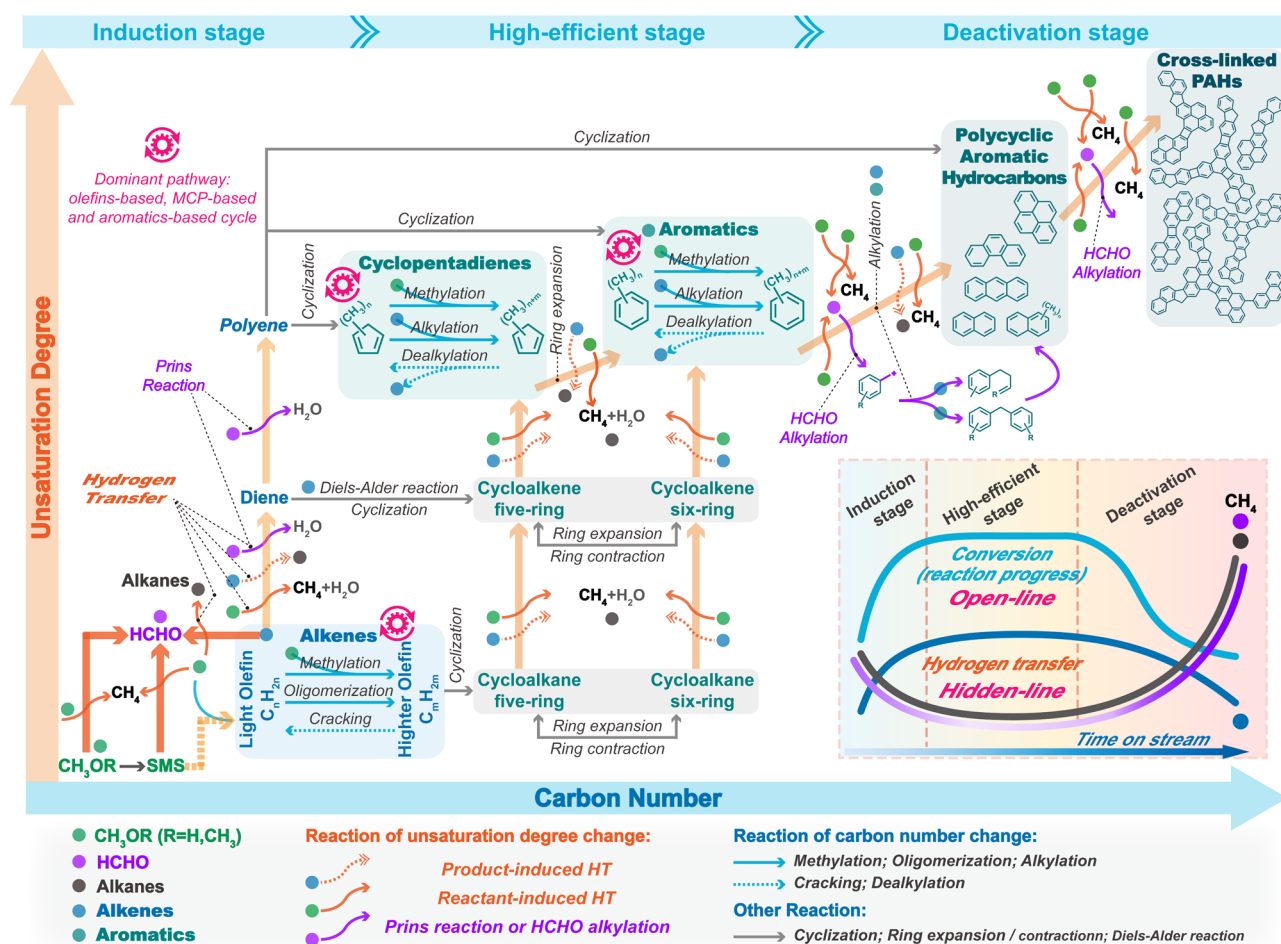 Induction stage
High-efficient stage
Deactivation stage
Unsaturation Degree
Dominant pathway:
olefins-based, MCP-based
and aromatics-based cycle
Cyclization
Cyclization
Cyclization
Polyene
Cyclopentadienes
(CH₃)ₙ
Methylation
(CH₃)ₙ₊ₘ
Alkylation
Dealkylation
Ring expansion
Aromatics
(CH₃)ₙ
Methylation
(CH₃)ₙ₊ₘ
Alkylation
Dealkylation
Alkylation
CH₄
CH₄
HCHO
Alkylation
R
R
R
R
Polycyclic
Aromatic
Hydrocarbons
(CH₃)ₙ
CH₄
CH₄
HCHO
Alkylation
Cross-linked
PAHs
Prins
Reaction
H₂O
Hydrogen
Transfer
Diene
Diels-Alder reaction
Cyclization
H₂O
CH₄+H₂O
Alkanes
HCHO
CH₄
CH₃OR
SMS
Alkenes
Light Olefin
CₙH₂ₙ
Methylation
Oligomerization
Cracking
Highter Olefin
CₘH₂ₘ
Cyclization
CH₄+H₂O
Cycloalkene
five-ring
Cycloalkene
six-ring
Ring expansion
Ring contraction
CH₄+H₂O
Cycloalkane
five-ring
Cycloalkane
six-ring
Ring expansion
Ring contraction
Induction
stage
High-efficient
stage
Deactivation
stage
CH₄
Conversion
(reaction progress)
Open-line
Hydrogen transfer
Hidden-line
Time on stream
Carbon Number
CH₃OR (R=H,CH₃)
HCHO
Alkanes
Alkenes
Aromatics
Reaction of unsaturation degree change:
Product-induced HT
Reactant-induced HT
Prins reaction or HCHO alkylation
Reaction of carbon number change:
Methylation; Oligomerization; Alkylation
Cracking; Dealkylation
Other Reaction:
Cyclization; Ring expansion / contractionn; Diels-Alder reaction